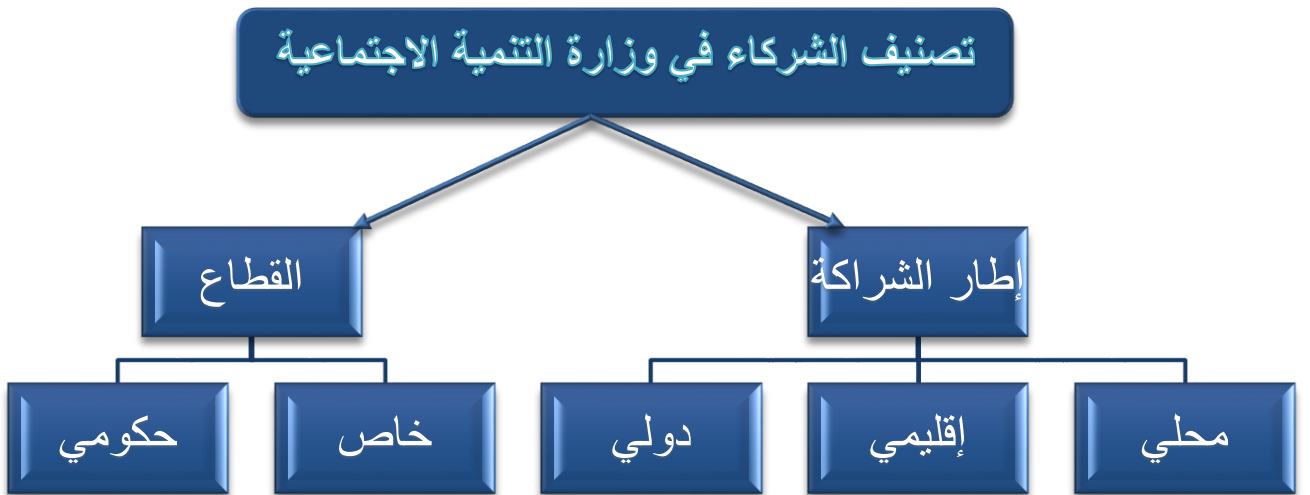 تصنيف الشركاء في وزارة التنمية الاجتماعية
إطار الشراكة
القطاع
محلي
إقليمي
دولي
خاص
حكومي